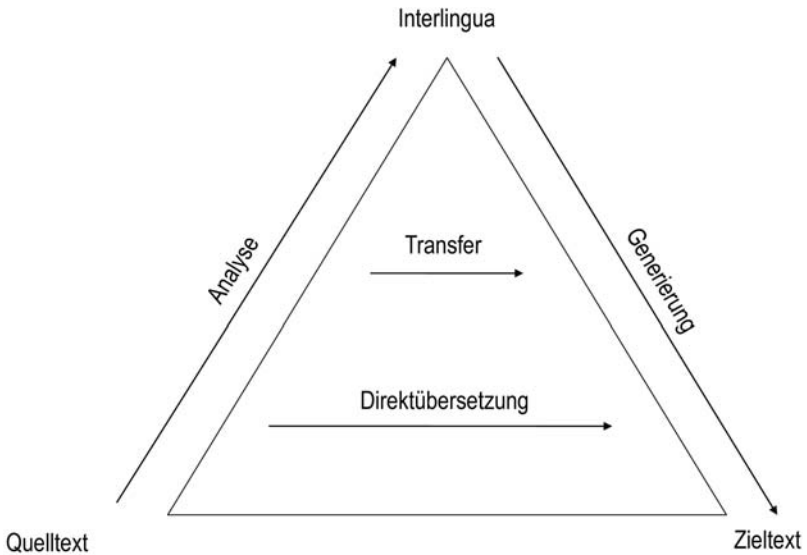 Interlingua
Analyse
Transfer
Generierung
Direktübersetzung
Quelltext
Zieltext